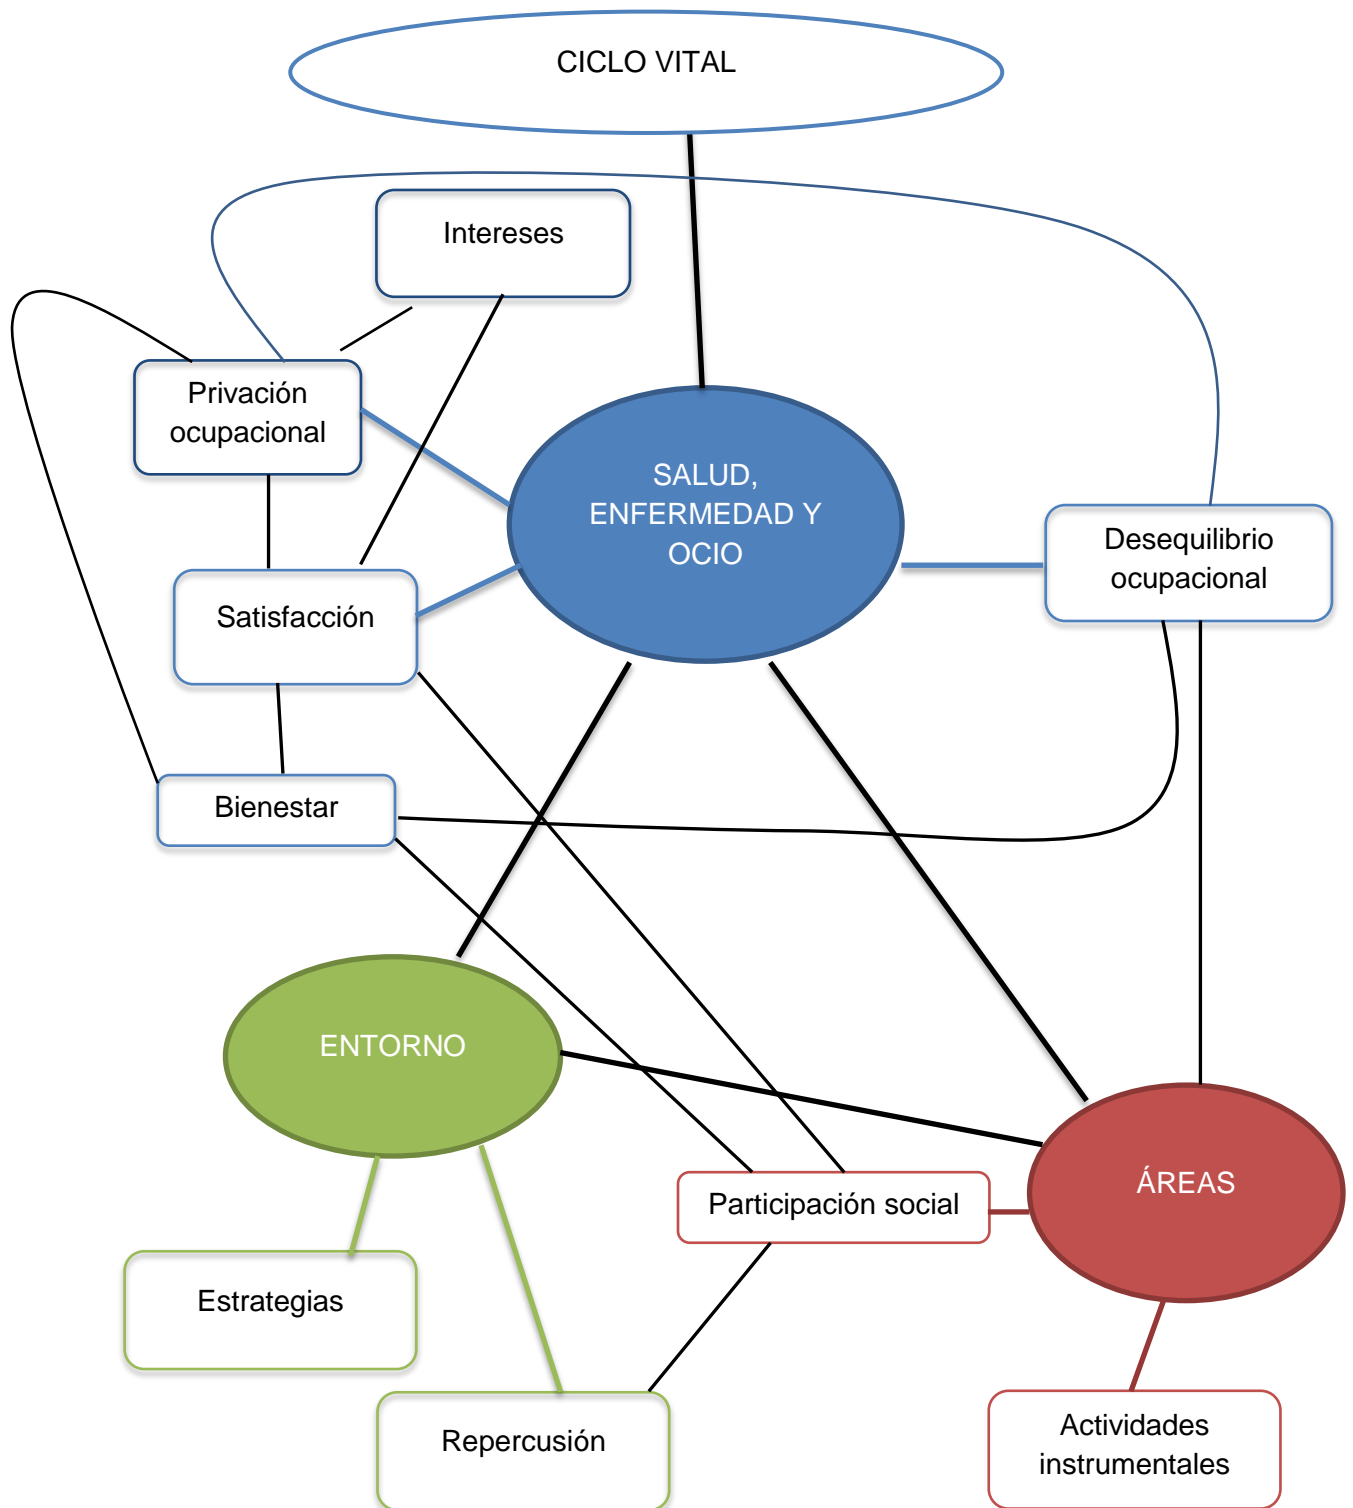 CICLO VITAL
Intereses
Privación
ocupacional
SALUD,
ENFERMEDAD Y
OCIO
Desequilibrio
ocupacional
Satisfacción
Bienestar
ENTORNO
ÁREAS
Participación social
Estrategias
Repercusión
Actividades
instrumentales